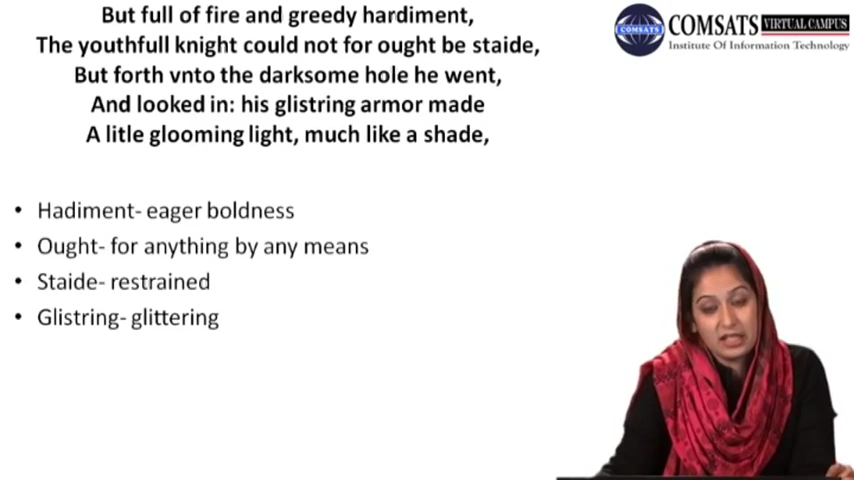 But full of fire and greedy hardiment,
The youthfull knight could not for ought be staide,
But forth vnto the darksome hole he went,
And looked in: his glistring armor made
A litle glooming light, much like a shade,
COMSATS
COMSATS VIRTUAL CAMPUS
Institute Of Information Technology
• Hadiment- eager boldness
• Ought- for anything by any means
• Staide- restrained
• Glistring- glittering